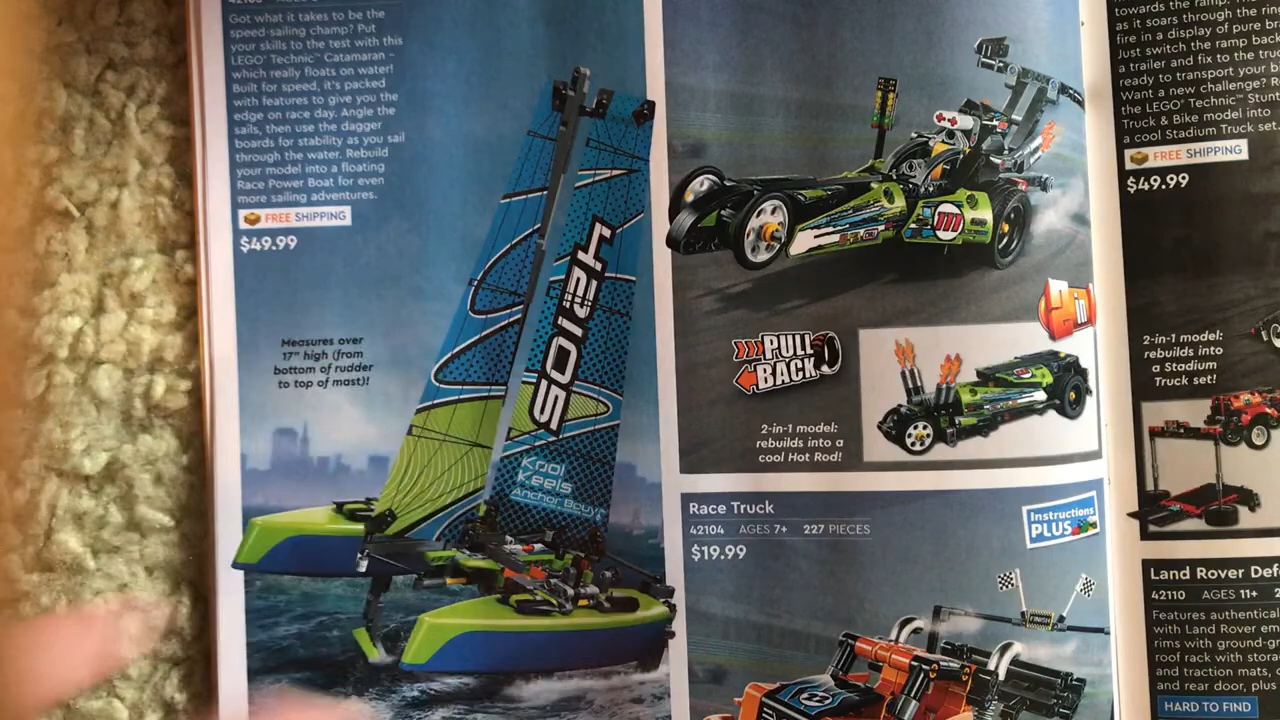 Got what it takes to be the
speed-sailing champ? Put
your skills to the test with this
LEGO® Technic™ Catamaran –
which really floats on water!
Built for speed, it's packed
with features to give you the
edge on race day. Angle the
sails, then use the dagger
boards for stability as you sail
through the water. Rebuild
your model into a floating
Race Power Boat for even
more sailing adventures.
FREE SHIPPING
$49.99
Measures over
17" high (from
bottom of rudder
to top of mast)!
42105
Kool
Keels
Anchor Bouy
111
2 in
PULL
BACK
2-in-1 model:
rebuilds into a
cool Hot Rod!
Race Truck
42104 AGES 7+ 227 PIECES
$19.99
Instructions
PLUS
FINISH
towards the ramp.
as it soars through the
fire in a display of pure
Just switch the ramp back
a trailer and fix to the
ready to transport your
Want a new challenge?
the LEGO® Technic™ Stunt
Truck & Bike model into
a cool Stadium Truck set
FREE SHIPPING
$49.99
2-in-1 model:
rebuilds into
a Stadium
Truck set!
Land Rover
42110 AGES 11+ 2
Features authentic
with Land Rover
rims with
roof rack with
and traction mats,
and rear door, plus
HARD TO FIND